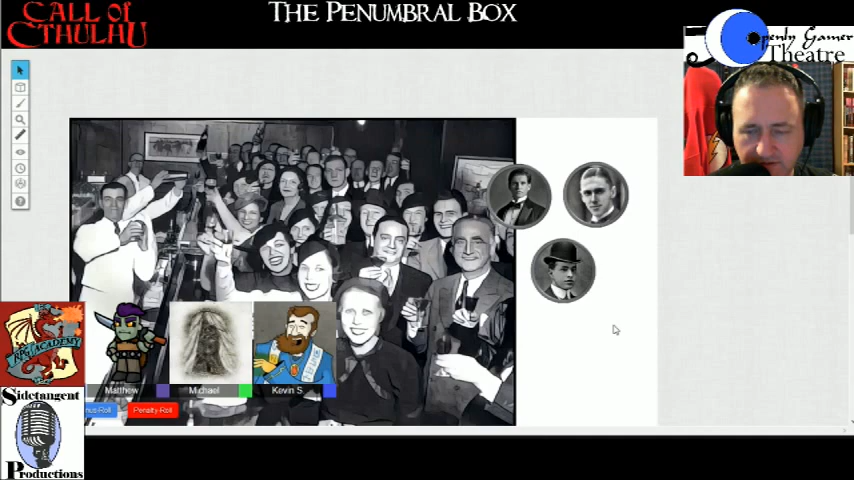 CALL OF
CTHULHU
THE PENUMBRAL BOX
Openly Gamer
Theatre
RPG ACADEMY
Matthew
Michael
Kevin S.
Penalty Roll
Sidetangent
Productions